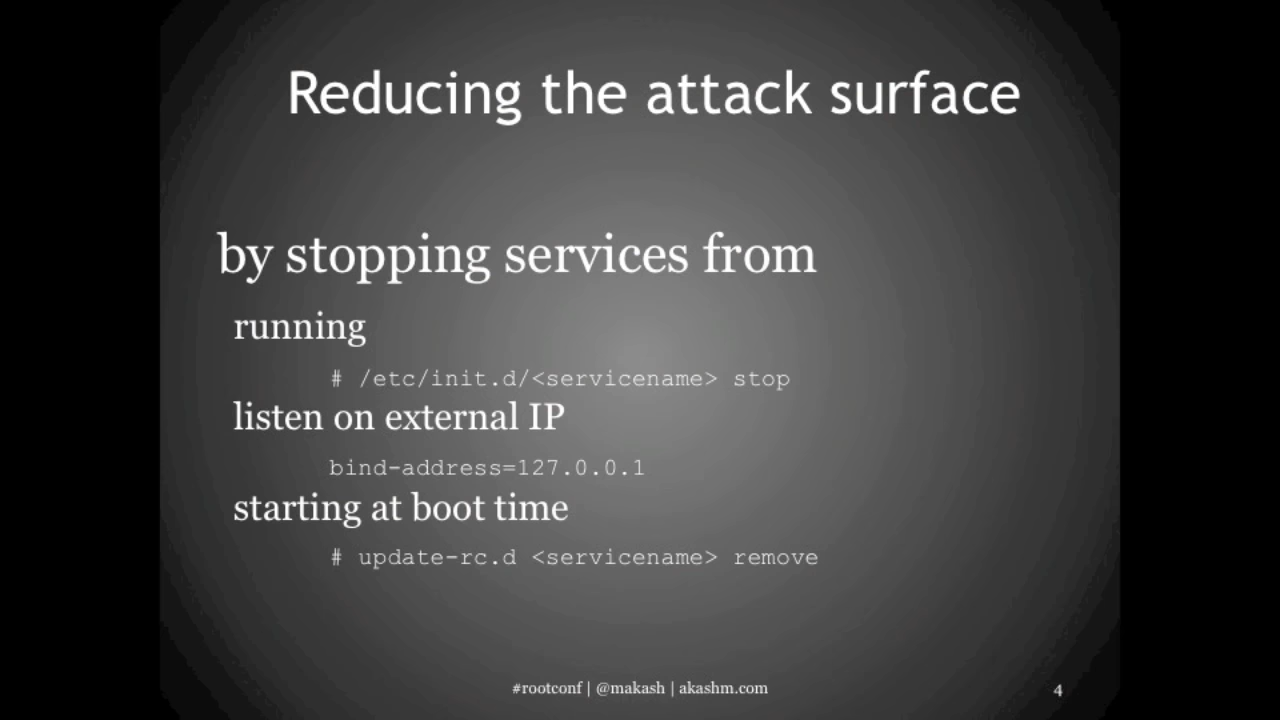 Reducing the attack surface
by stopping services from
running
# /etc/init.d/<servicename> stop
listen on external IP
bind-address=127.0.0.1
starting at boot time
# update-rc.d <servicename> remove
#rootconf | @makash | akashm.com
4